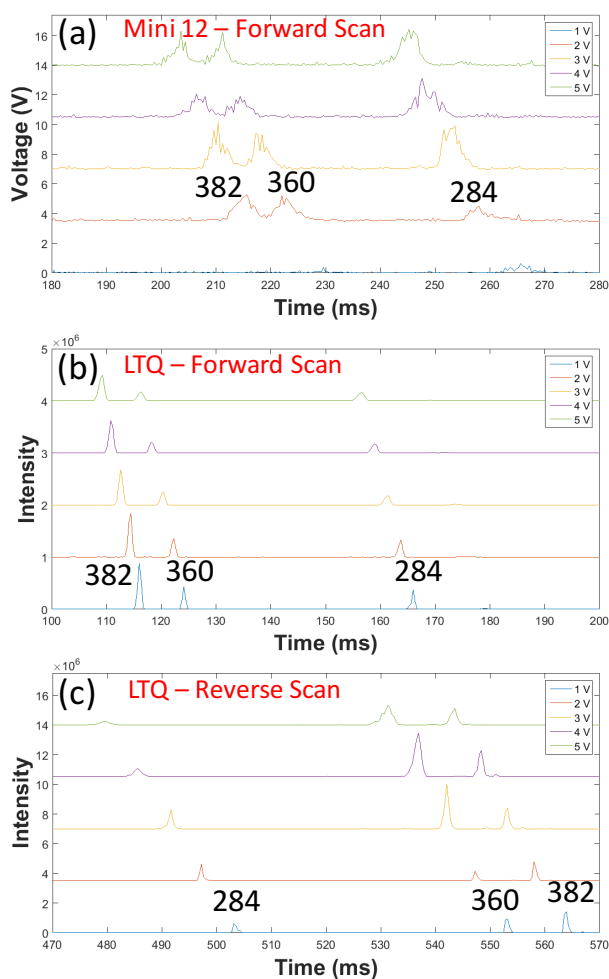 (a) Mini 12 – Forward Scan
1 V
2 V
3 V
4 V
5 V
Voltage (V)
16
14
12
10
8
6
4
2
0
382 360 284
180 190 200 210 220 230 240 250 260 270 280
Time (ms)
×10⁶
(b) LTQ – Forward Scan
1 V
2 V
3 V
4 V
5 V
Intensity
5
4
3
2
1
0
382 360 284
100 110 120 130 140 150 160 170 180 190 200
Time (ms)
×10⁶
(c) LTQ – Reverse Scan
1 V
2 V
3 V
4 V
5 V
Intensity
16
14
12
10
8
6
4
2
0
284 360 382
470 480 490 500 510 520 530 540 550 560 570
Time (ms)